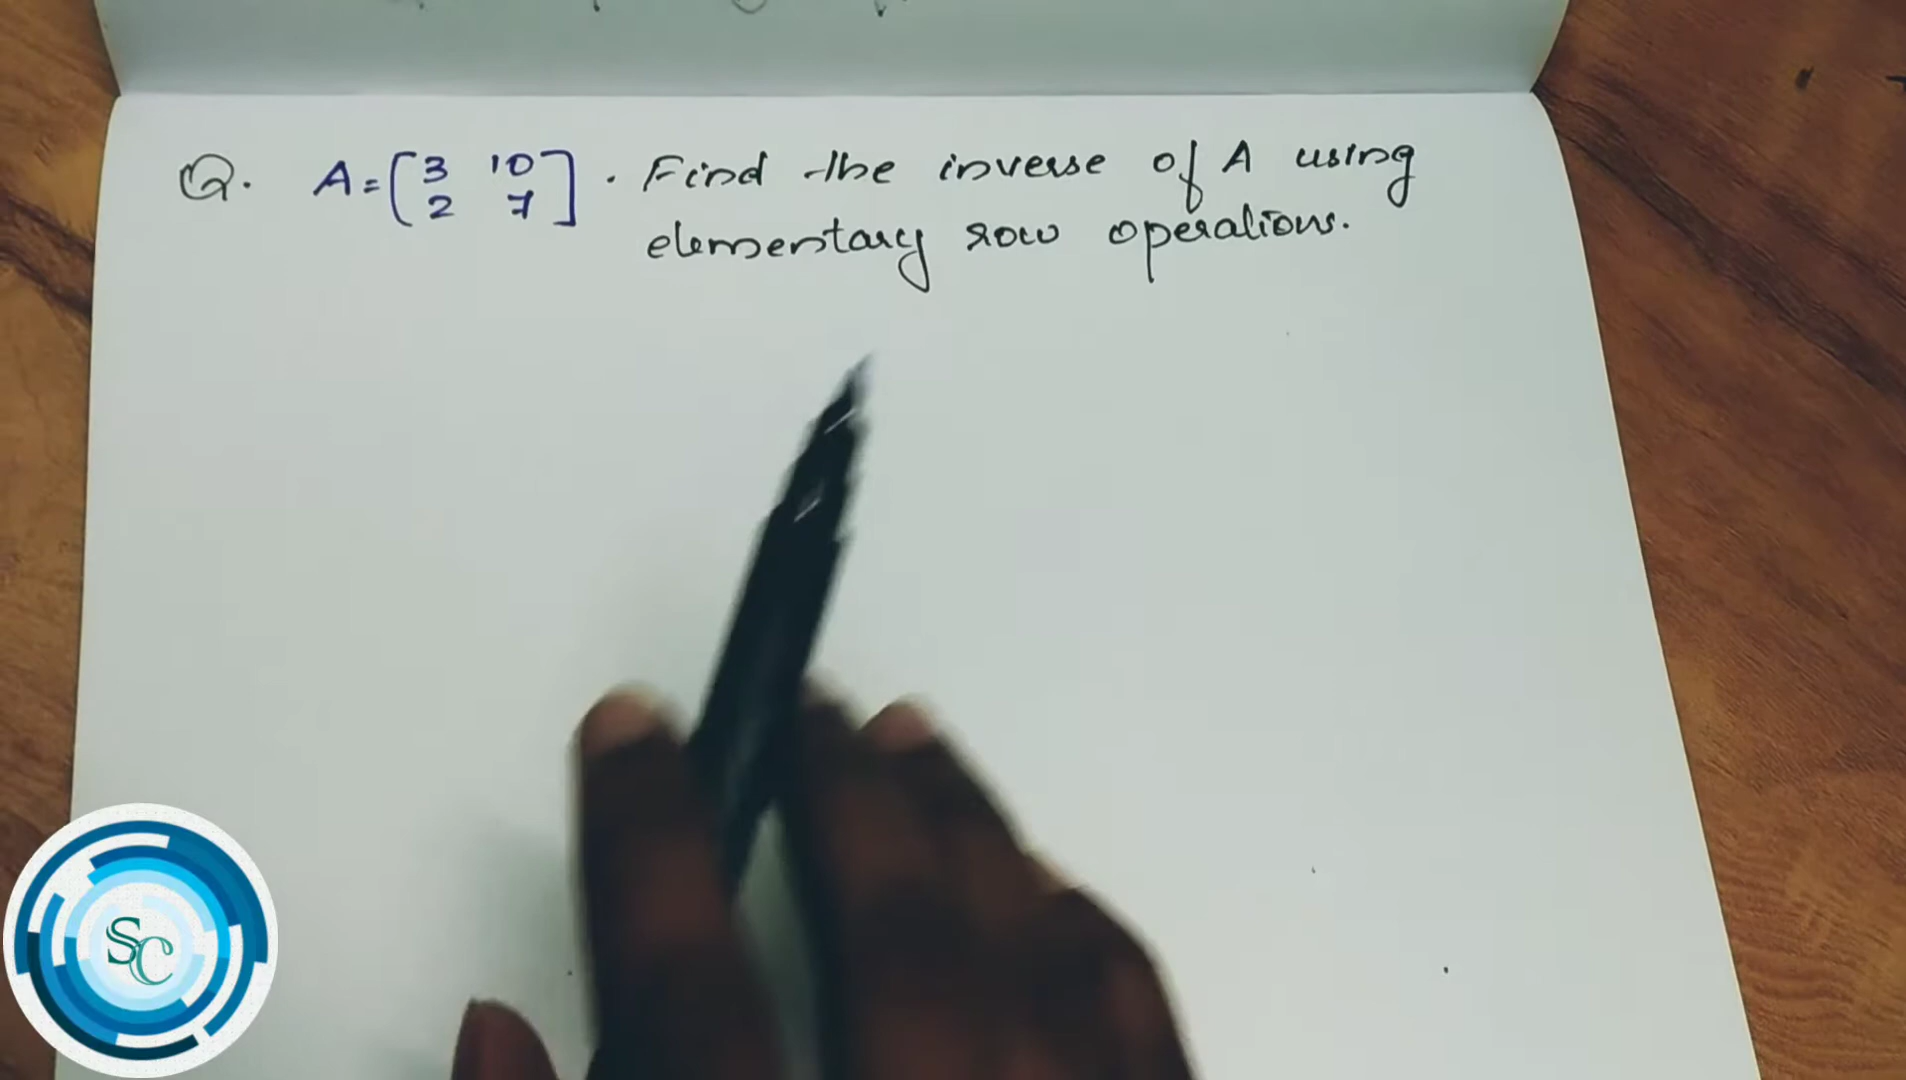 Q. A = [3 10] . Find the inverse of A using
[2 7] elementary row operations.
SC